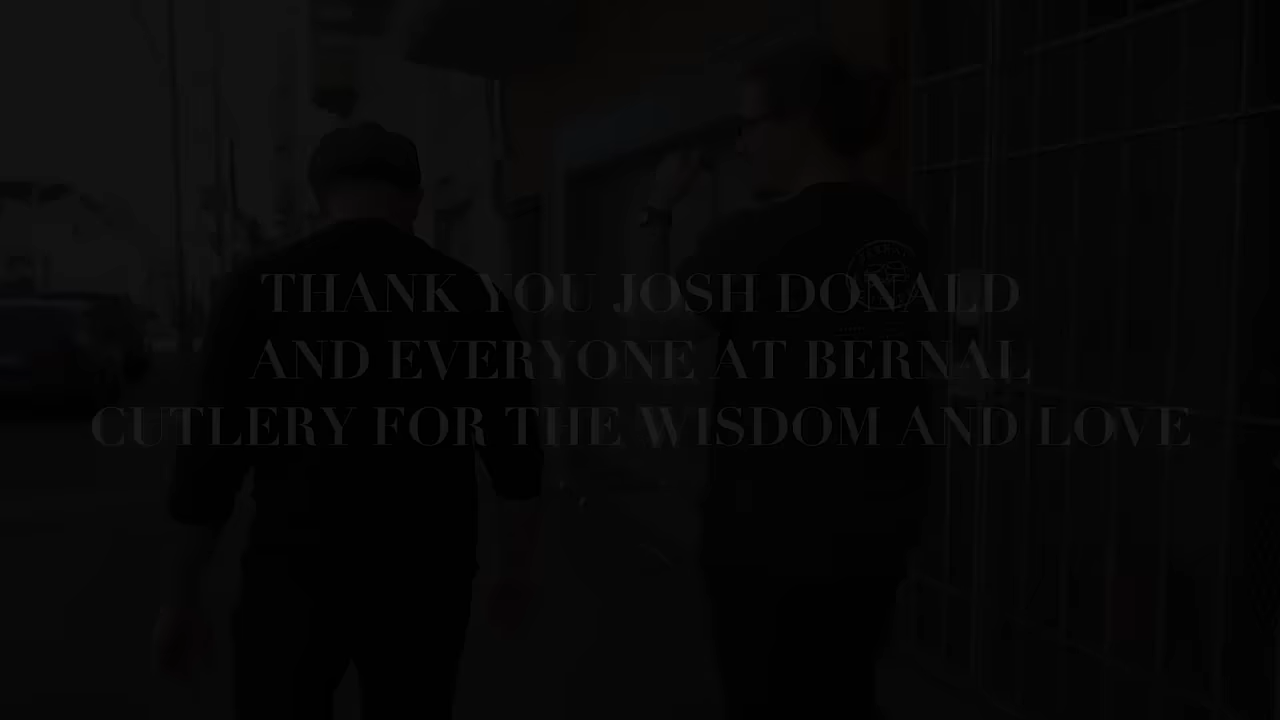 THANK YOU JOSH DONALD
AND EVERYONE AT BERNAL
CUTLERY FOR THE WISDOM AND LOVE